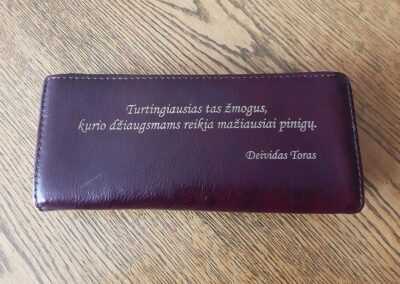 Turtingiausias tas žmogus,
kurio džiaugsmams reikia mažiausiai pinigų.
Deividas Toras